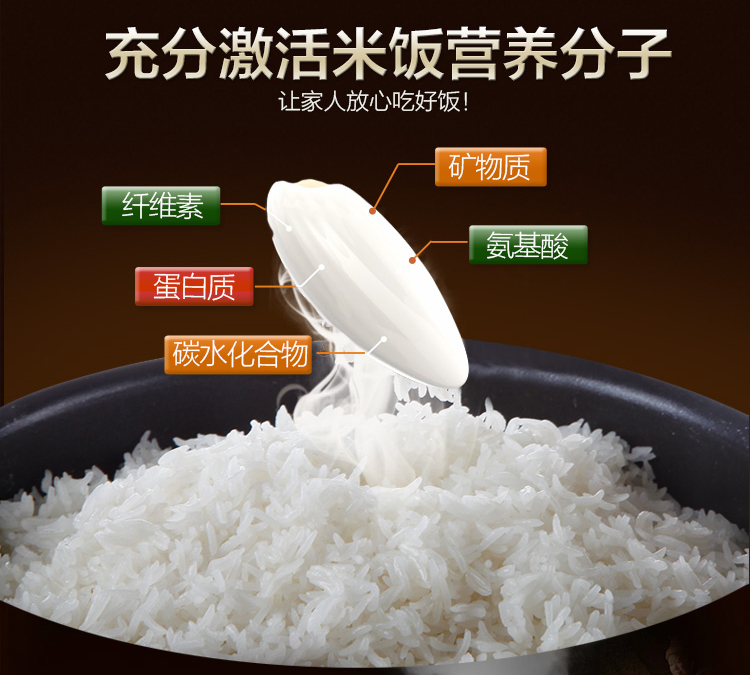 充分激活米饭营养分子
让家人放心吃好饭!
矿物质
纤维素
氨基酸
蛋白质
碳水化合物